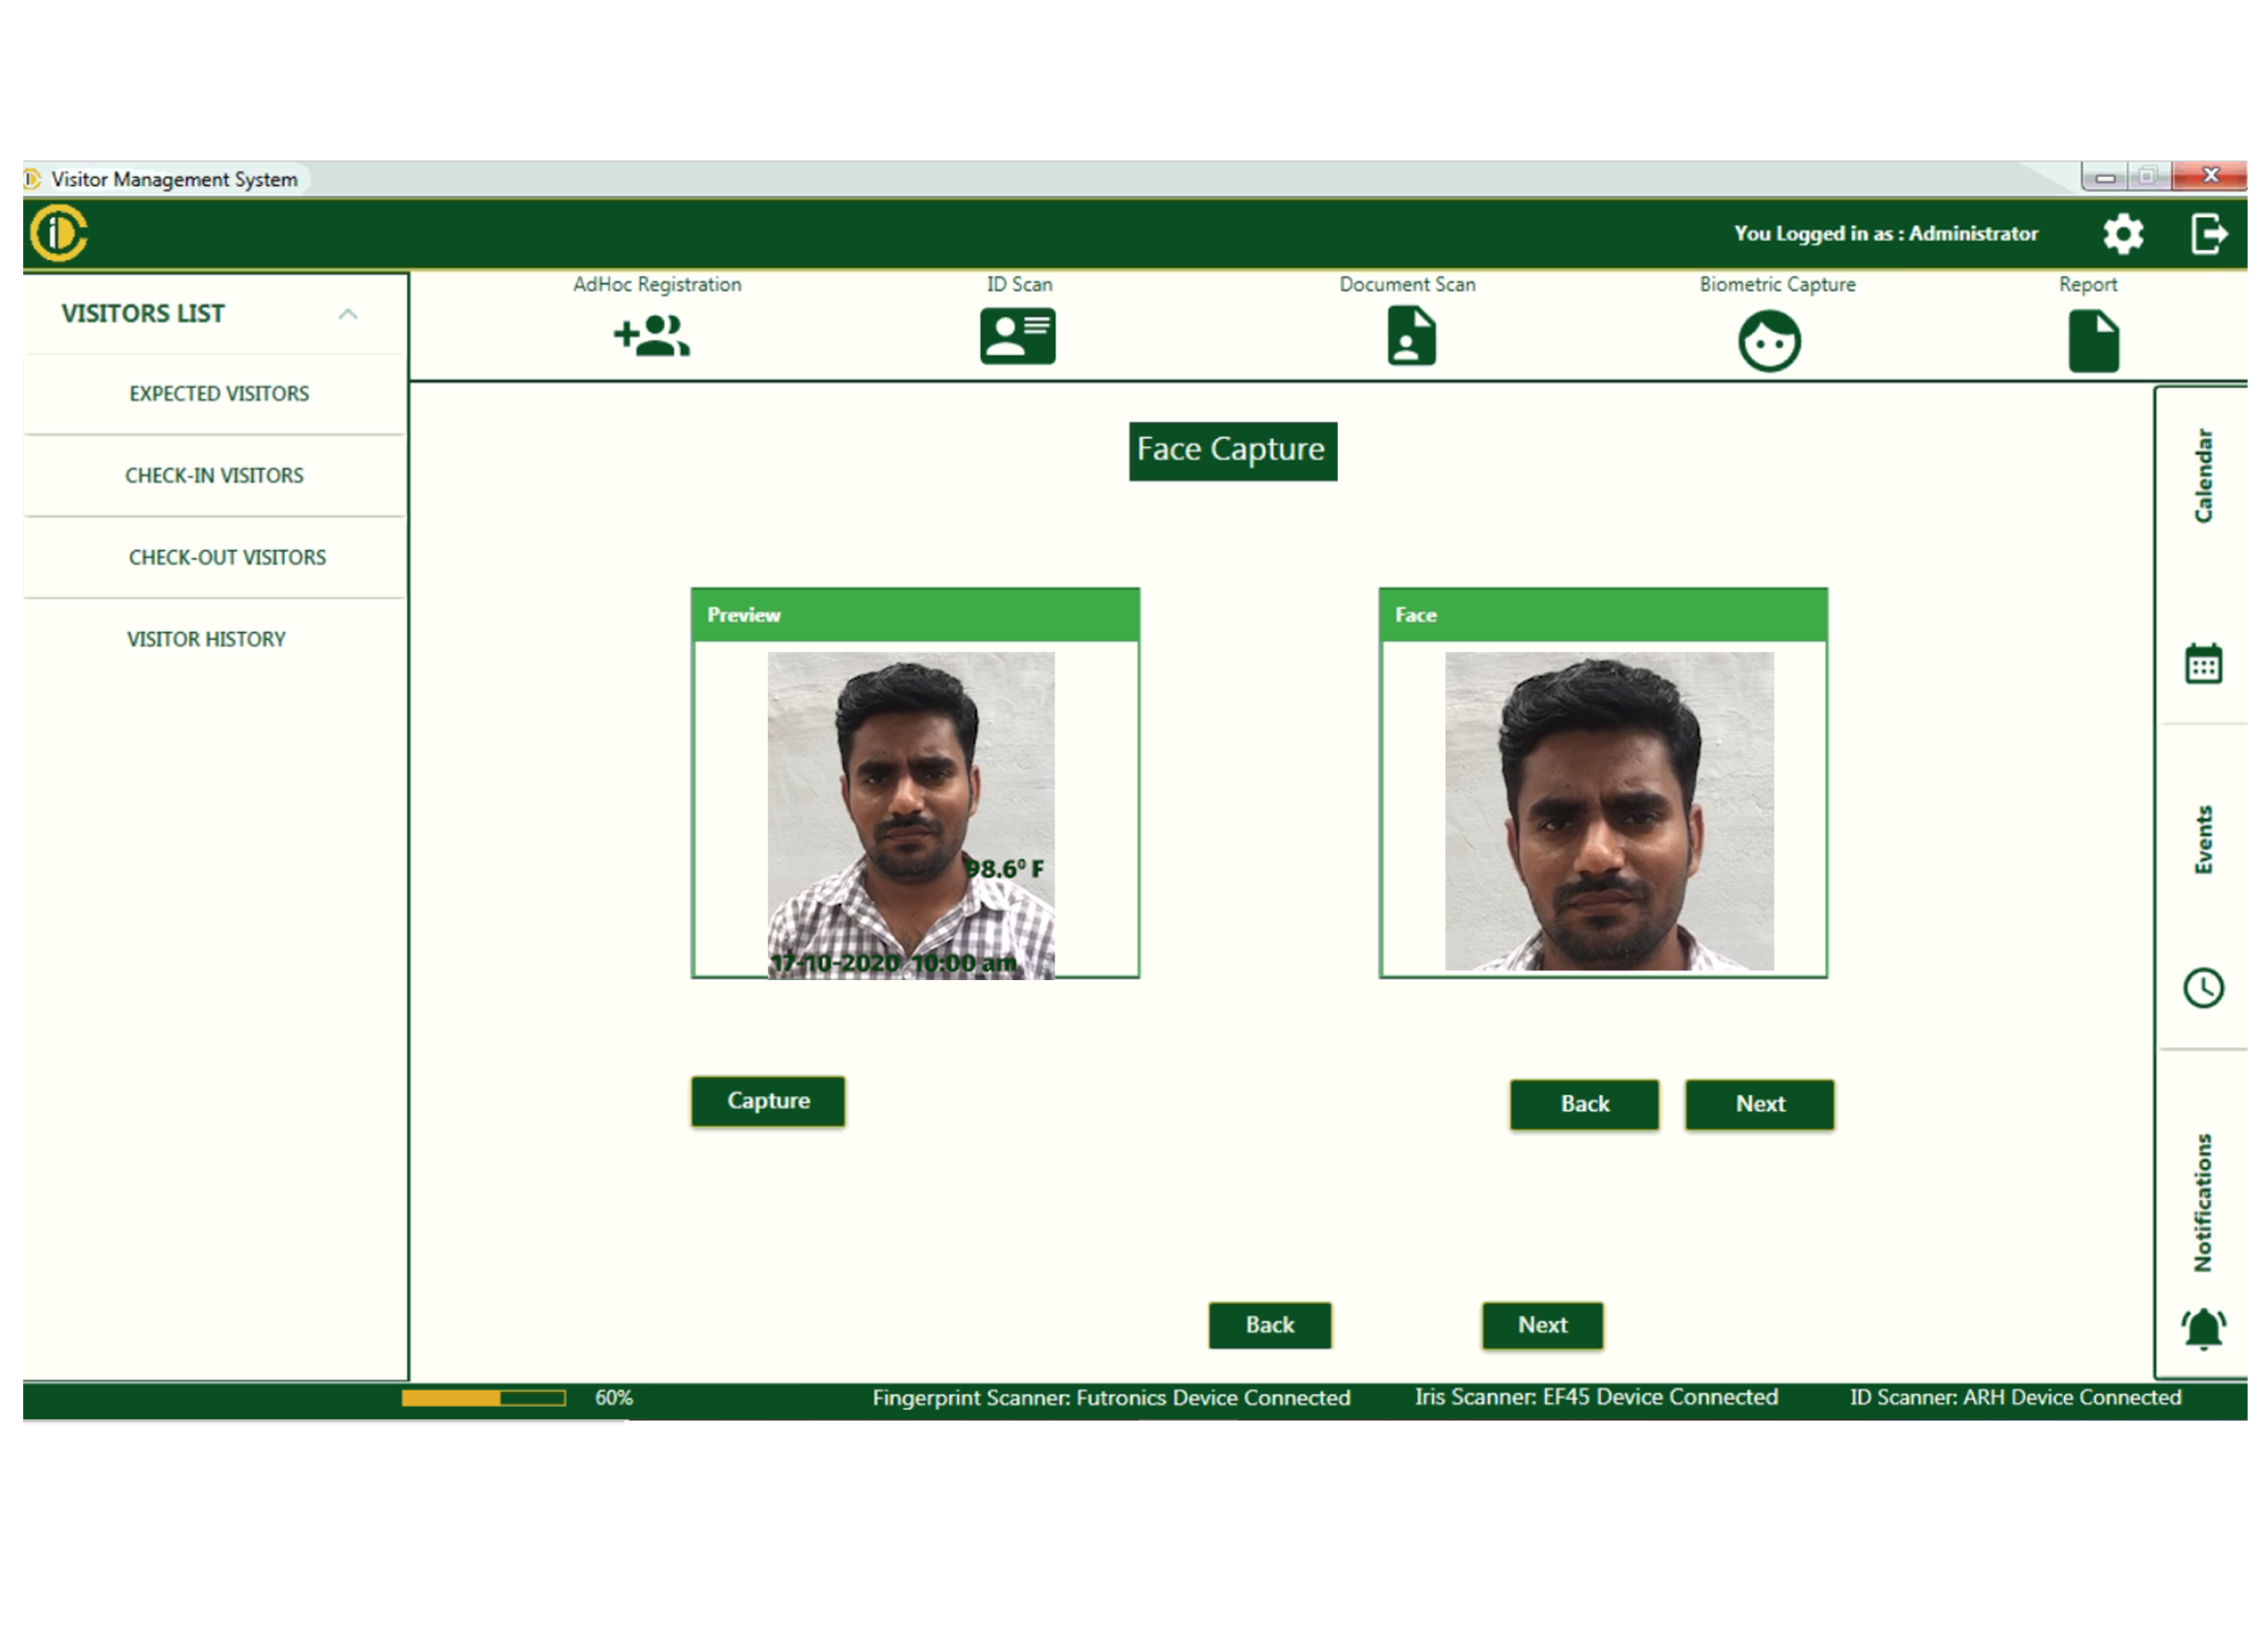 Visitor Management System
You Logged in as : Administrator
VISITORS LIST
EXPECTED VISITORS
CHECK-IN VISITORS
CHECK-OUT VISITORS
VISITOR HISTORY
AdHoc Registration
ID Scan
Document Scan
Biometric Capture
Report
Face Capture
Preview
98.6° F
17-10-2020 10:00 am
Face
Capture
Back
Next
Back
Next
Calendar
Events
Notifications
60%
Fingerprint Scanner: Futronics Device Connected
Iris Scanner: EF45 Device Connected
ID Scanner: ARH Device Connected